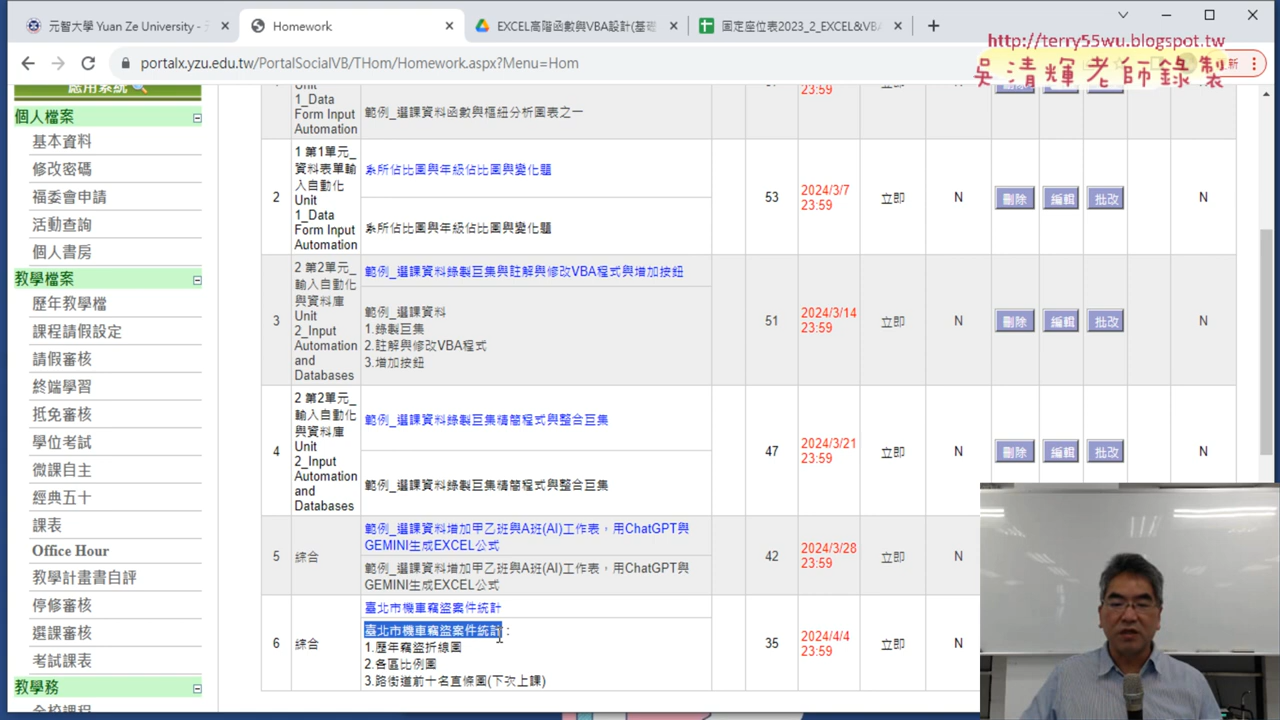 元智大學 Yuan Ze University -
Homework
EXCEL高階函數與VBA設計(基礎
固定座位表2023_2_EXCEL&VBA
http://terry55wu.blogspot.tw
portalx.yzu.edu.tw/PortalSocialVB/THom/Homework.aspx?Menu=Hom
吳清輝老師錄製
應用系統
個人檔案
基本資料
修改密碼
福委會申請
活動查詢
個人書房
教學檔案
歷年教學檔
課程請假設定
請假審核
終端學習
抵免審核
學位考試
微課自主
經典五十
課表
Office Hour
教學計畫書自評
停修審核
選課審核
考試課表
教學務
全校課程
Unit
1_Data
Form Input
Automation
範例_選課資料函數與樞紐分析圖表之一
23:59
立即
N
2
1 第1單元_
資料表單輸
入自動化
Unit
1_Data
Form Input
Automation
系所佔比圖與年級佔比圖與變化題
系所佔比圖與年級佔比圖與變化題
53
2024/3/7
23:59
立即
N
刪除
編輯
批改
N
3
2 第2單元_
輸入自動化
與資料庫
Unit
2_Input
Automation
and
Databases
範例_選課資料錄製巨集與註解與修改VBA程式與增加按鈕
範例_選課資料
1.錄製巨集
2.註解與修改VBA程式
3.增加按鈕
51
2024/3/14
23:59
立即
N
刪除
編輯
批改
N
4
2 第2單元_
輸入自動化
與資料庫
Unit
2_Input
Automation
and
Databases
範例_選課資料錄製巨集精簡程式與整合巨集
範例_選課資料錄製巨集精簡程式與整合巨集
47
2024/3/21
23:59
立即
N
刪除
編輯
批改
N
5
綜合
範例_選課資料增加甲乙班與A班(AI)工作表，用ChatGPT與
GEMINI生成EXCEL公式
範例_選課資料增加甲乙班與A班(AI)工作表，用ChatGPT與
GEMINI生成EXCEL公式
42
2024/3/28
23:59
立即
N
6
綜合
臺北市機車竊盜案件統計
臺北市機車竊盜案件統計:
1.歷年竊盜折線圖
2.各區比例圖
3.路街道前十名直條圖(下次上課)
35
2024/4/4
23:59
立即
N